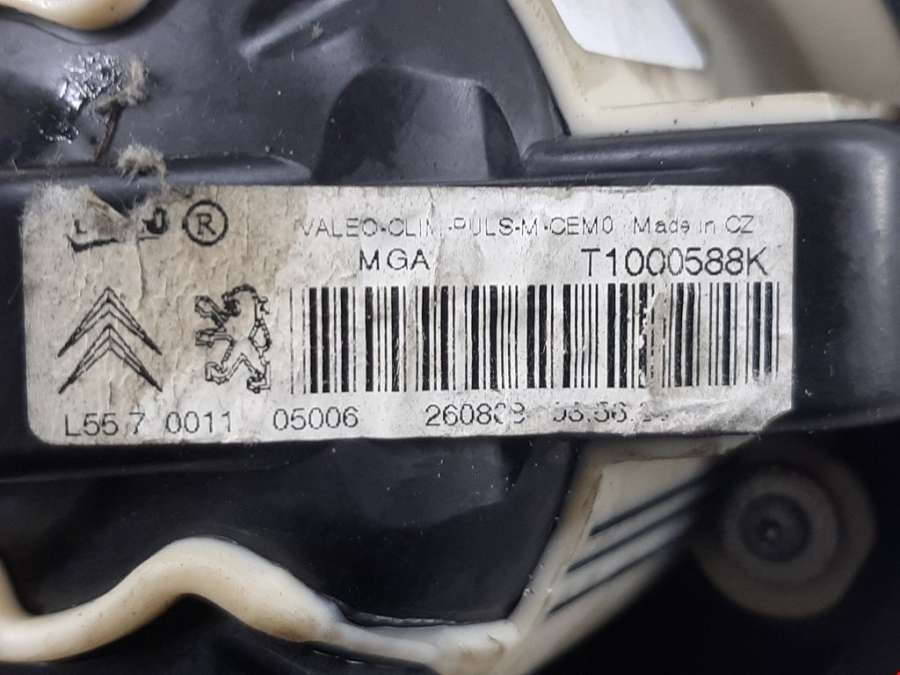 ® VALEO-CLIM-PULS-M-CEM0 Made in CZ
MGA T1000588K
L55 7 0011 05006